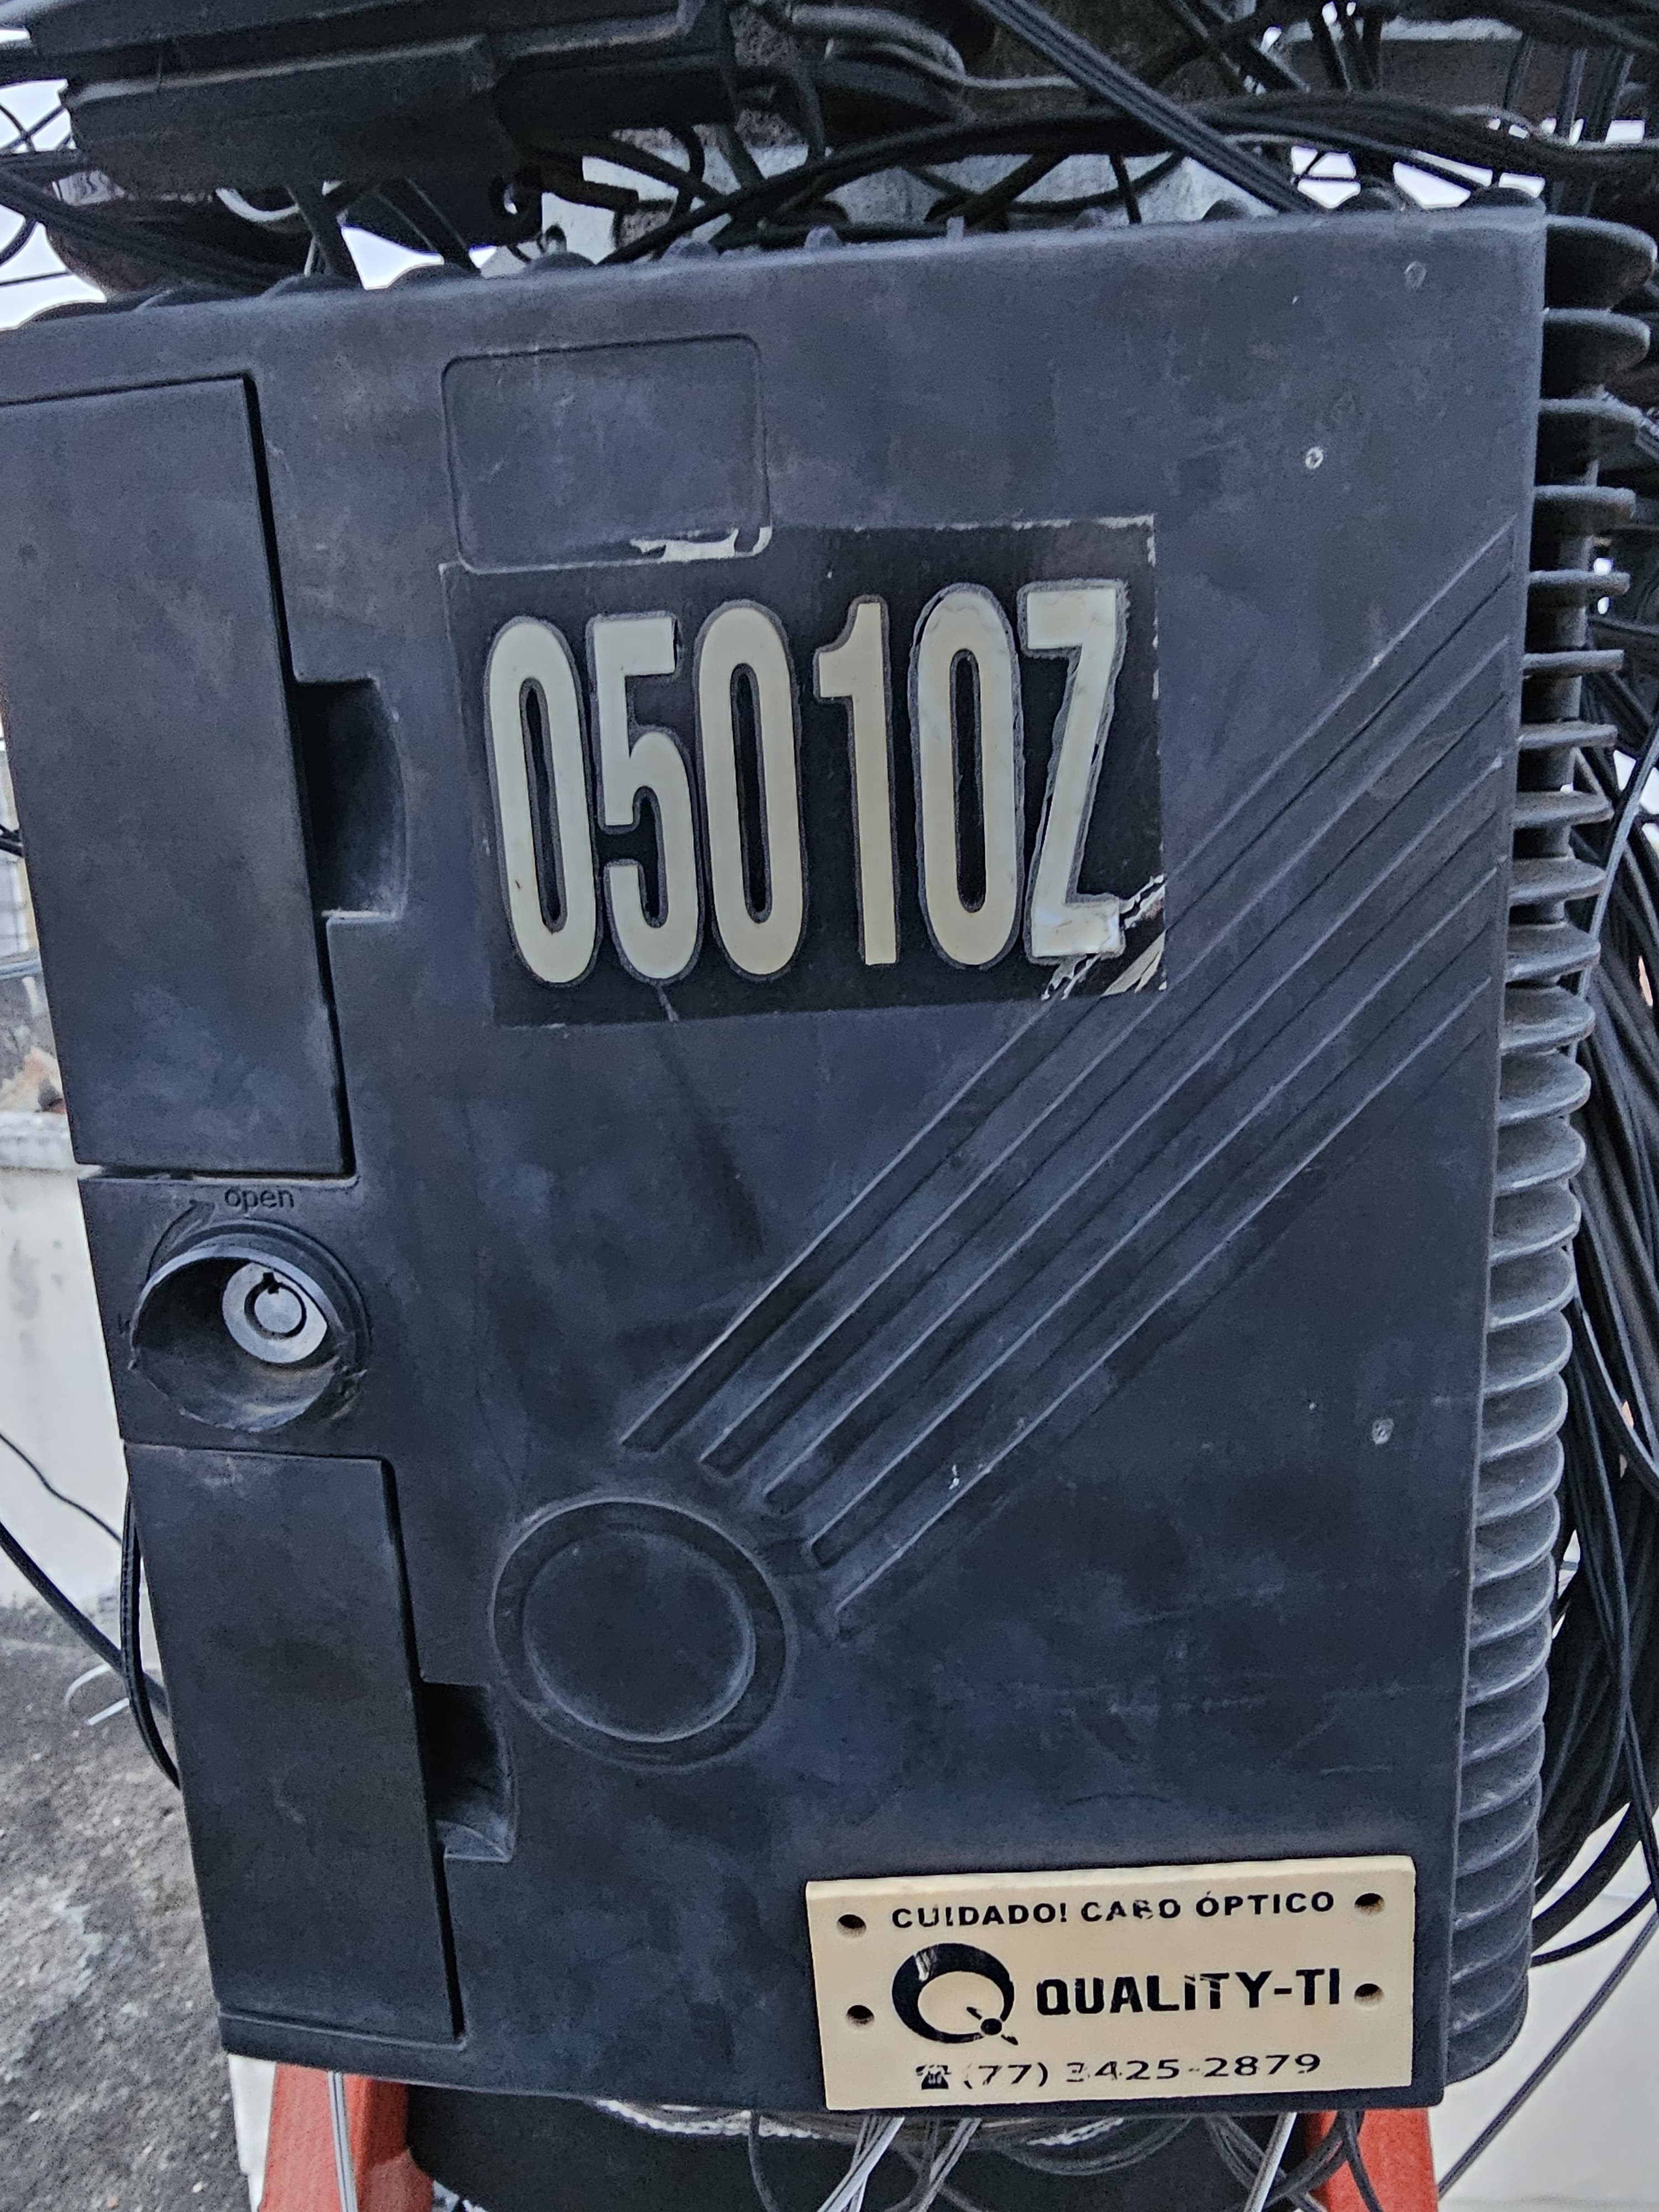 05010Z
open
CUIDADO! CABO ÓPTICO
QUALITY-TI
(77) 3425-2879